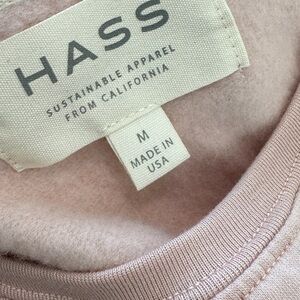 HASS
SUSTAINABLE APPAREL
FROM CALIFORNIA
M
MADE IN
USA